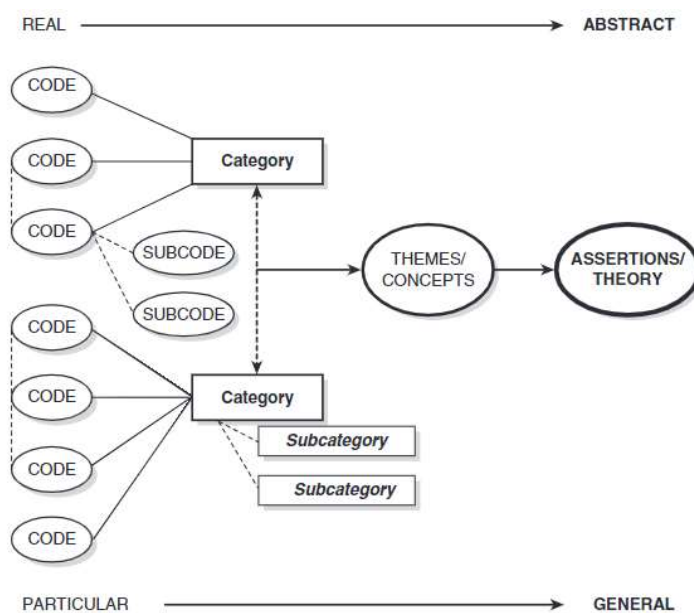 REAL ABSTRACT
CODE
CODE
Category
CODE
SUBCODE
SUBCODE
THEMES/
CONCEPTS
ASSERTIONS/
THEORY
CODE
CODE
Category
Subcategory
CODE
Subcategory
CODE
PARTICULAR GENERAL